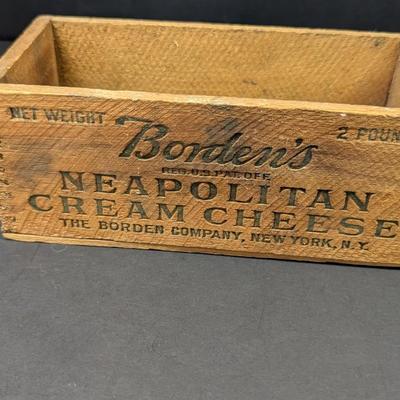 NET WEIGHT Borden's 2 POUN
REG. U.S. PAT. OFF.
NEAPOLITAN
CREAM CHEESE
THE BORDEN COMPANY, NEW YORK, N.Y.